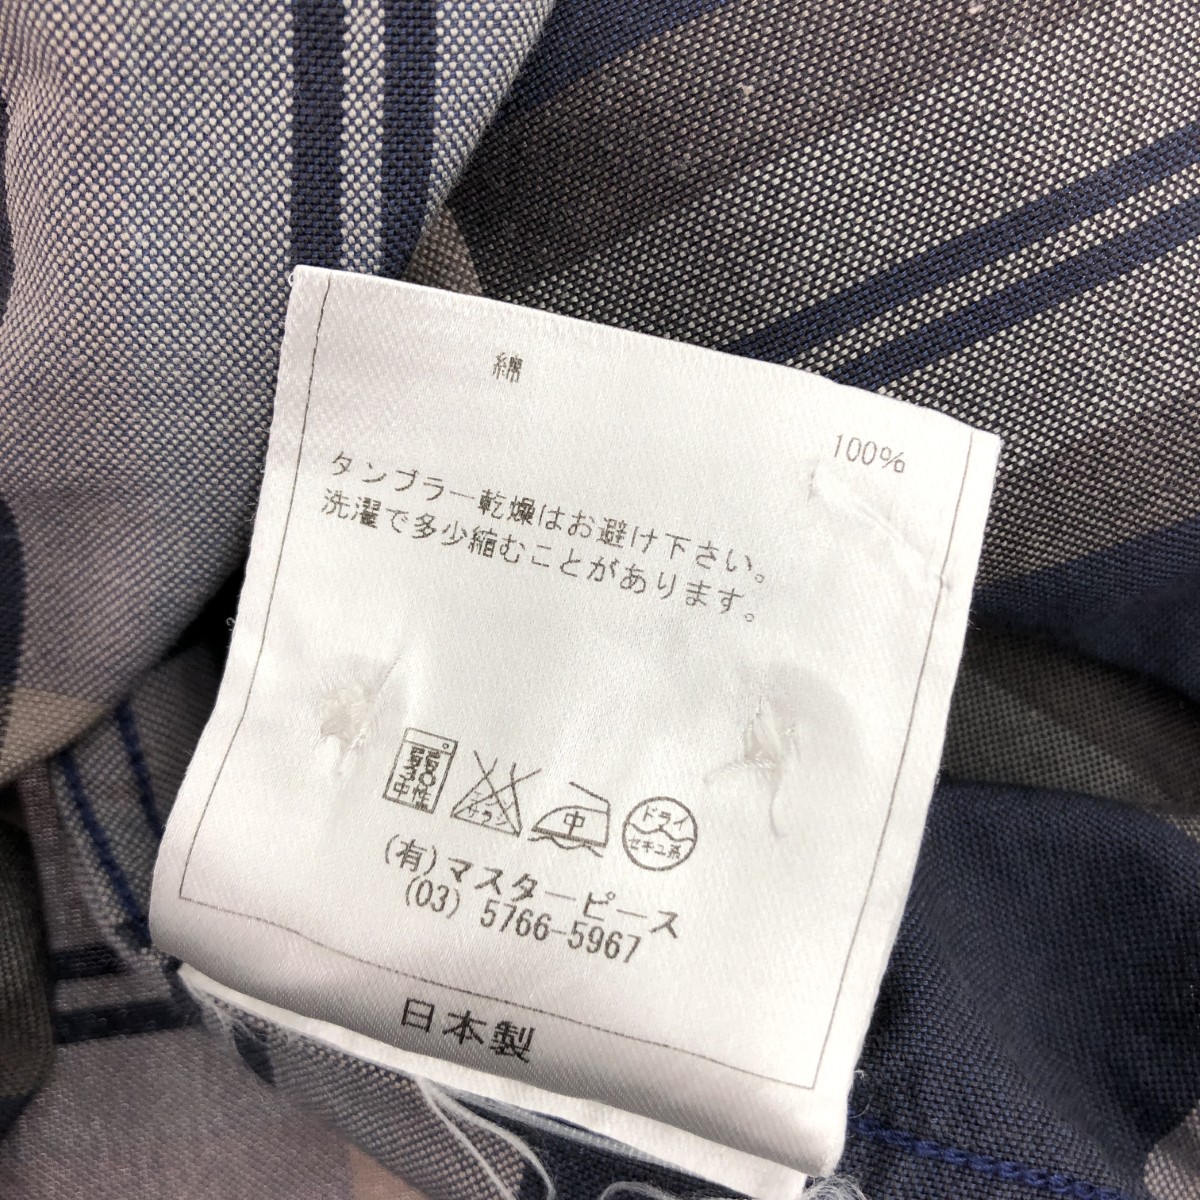 綿
100%
タンブラー乾燥はお避け下さい。
洗濯で多少縮むことがあります。
中性
エンソ
サラシ
中
ドライ
セキユ系
(有)マスターピース
(03) 5766-5967
日本製